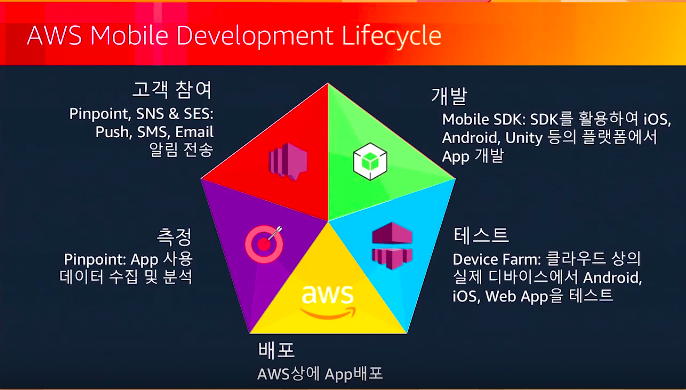 AWS Mobile Development Lifecycle
고객 참여
Pinpoint, SNS & SES:
Push, SMS, Email
알림 전송
개발
Mobile SDK: SDK를 활용하여 iOS,
Android, Unity 등의 플랫폼에서
App 개발
측정
Pinpoint: App 사용
데이터 수집 및 분석
테스트
Device Farm: 클라우드 상의
실제 디바이스에서 Android,
iOS, Web App을 테스트
aws
배포
AWS상에 App배포